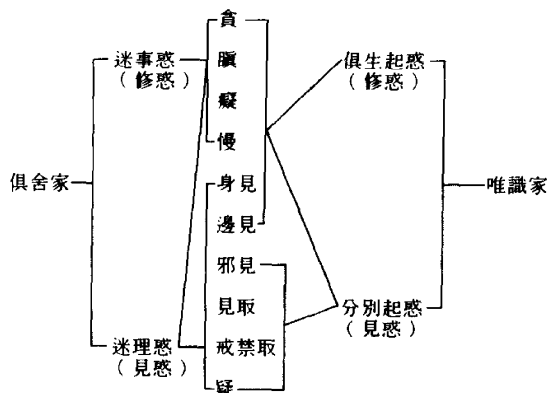 俱舍家
迷事惑
（修惑）
迷理惑
（見惑）
貪
瞋
癡
慢
身見
邊見
邪見
見取
戒禁取
疑
俱生起惑
（修惑）
分別起惑
（見惑）
唯識家